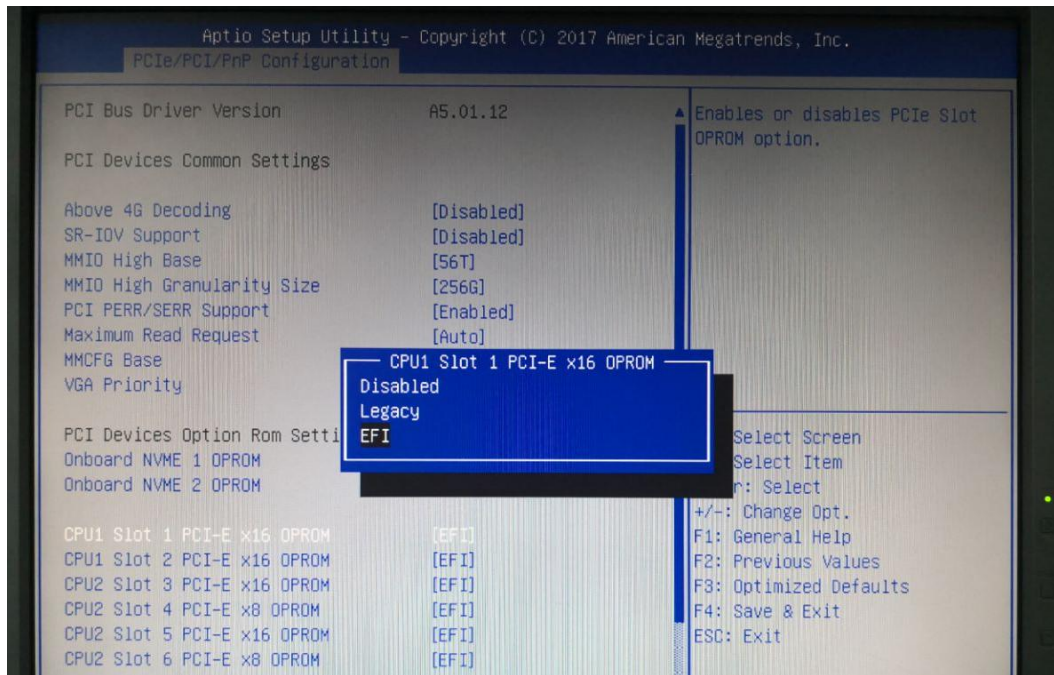 Aptio Setup Utility – Copyright (C) 2017 American Megatrends, Inc.
PCIe/PCI/PnP Configuration
PCI Bus Driver Version A5.01.12
PCI Devices Common Settings
Above 4G Decoding [Disabled]
SR-IOV Support [Disabled]
MMIO High Base [56T]
MMIO High Granularity Size [256G]
PCI PERR/SERR Support [Enabled]
Maximum Read Request [Auto]
MMCFG Base
VGA Priority
PCI Devices Option Rom Setti
Onboard NVME 1 OPROM
Onboard NVME 2 OPROM
CPU1 Slot 1 PCI-E x16 OPROM [EFI]
CPU1 Slot 2 PCI-E x16 OPROM [EFI]
CPU2 Slot 3 PCI-E x16 OPROM [EFI]
CPU2 Slot 4 PCI-E x8 OPROM [EFI]
CPU2 Slot 5 PCI-E x16 OPROM [EFI]
CPU2 Slot 6 PCI-E x8 OPROM [EFI]
CPU1 Slot 1 PCI-E x16 OPROM
Disabled
Legacy
EFI
Enables or disables PCIe Slot
OPROM option.
Select Screen
Select Item
r: Select
+/-: Change Opt.
F1: General Help
F2: Previous Values
F3: Optimized Defaults
F4: Save & Exit
ESC: Exit